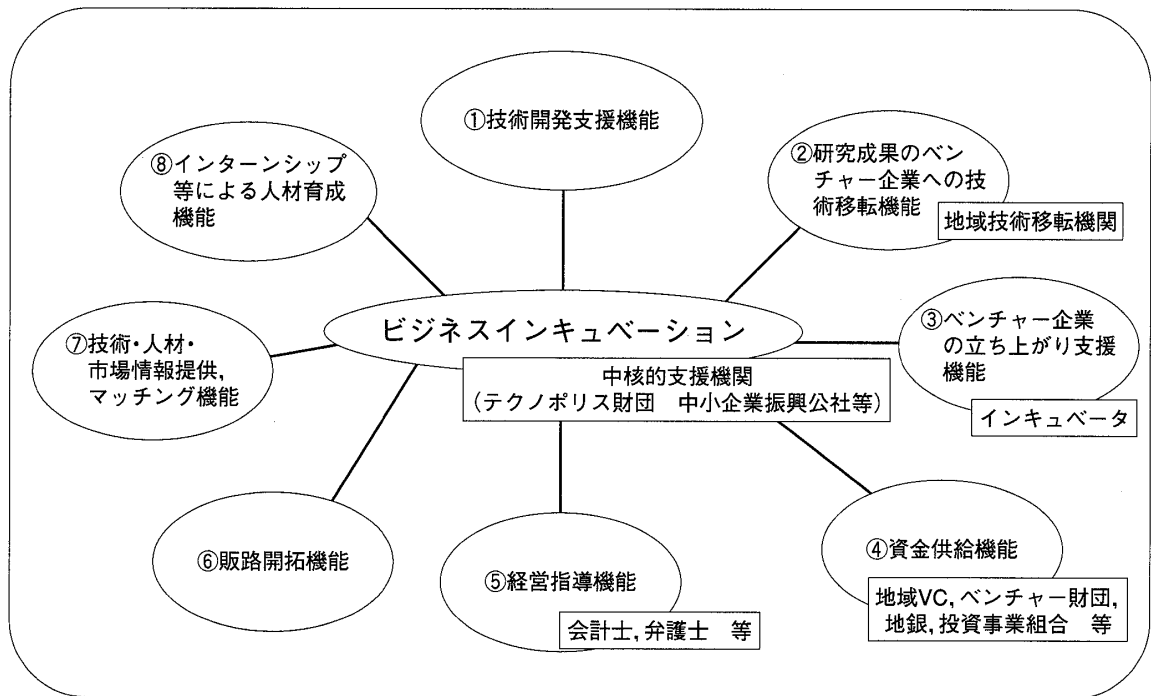 ①技術開発支援機能
②研究成果のベン
チャー企業への技
術移転機能
地域技術移転機関
③ベンチャー企業
の立ち上がり支援
機能
インキュベータ
④資金供給機能
地域VC,ベンチャー財団,
地銀,投資事業組合 等
⑤経営指導機能
会計士,弁護士 等
⑥販路開拓機能
⑦技術・人材・
市場情報提供,
マッチング機能
⑧インターンシップ
等による人材育成
機能
ビジネスインキュベーション
中核的支援機関
(テクノポリス財団 中小企業振興公社等)